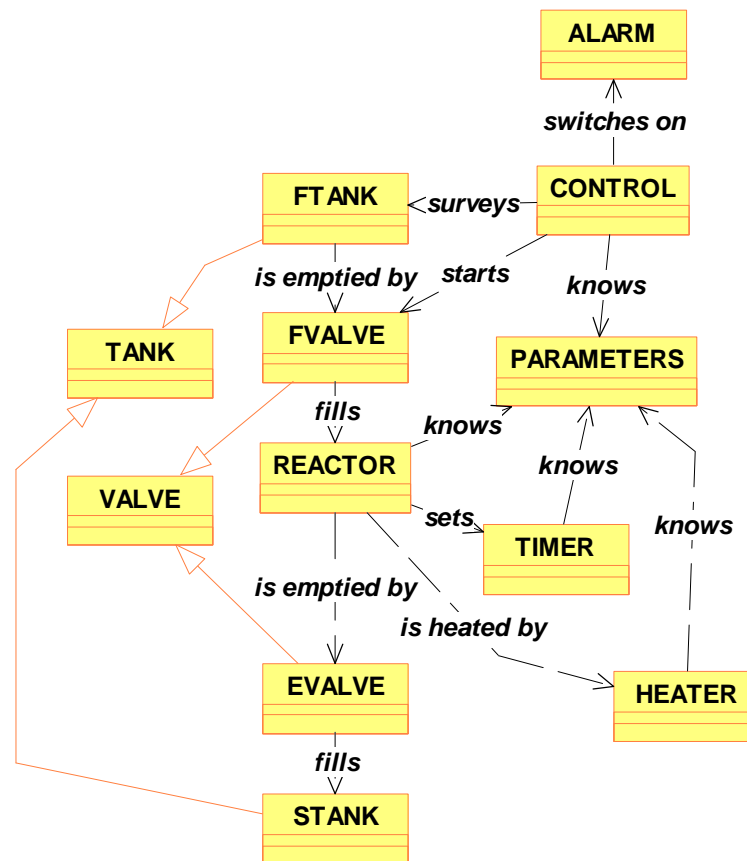 ALARM
switches on
FTANK
surveys
CONTROL
is emptied by
starts
knows
TANK
FVALVE
PARAMETERS
fills
knows
REACTOR
knows
VALVE
sets
TIMER
knows
is emptied by
is heated by
EVALVE
HEATER
fills
STANK